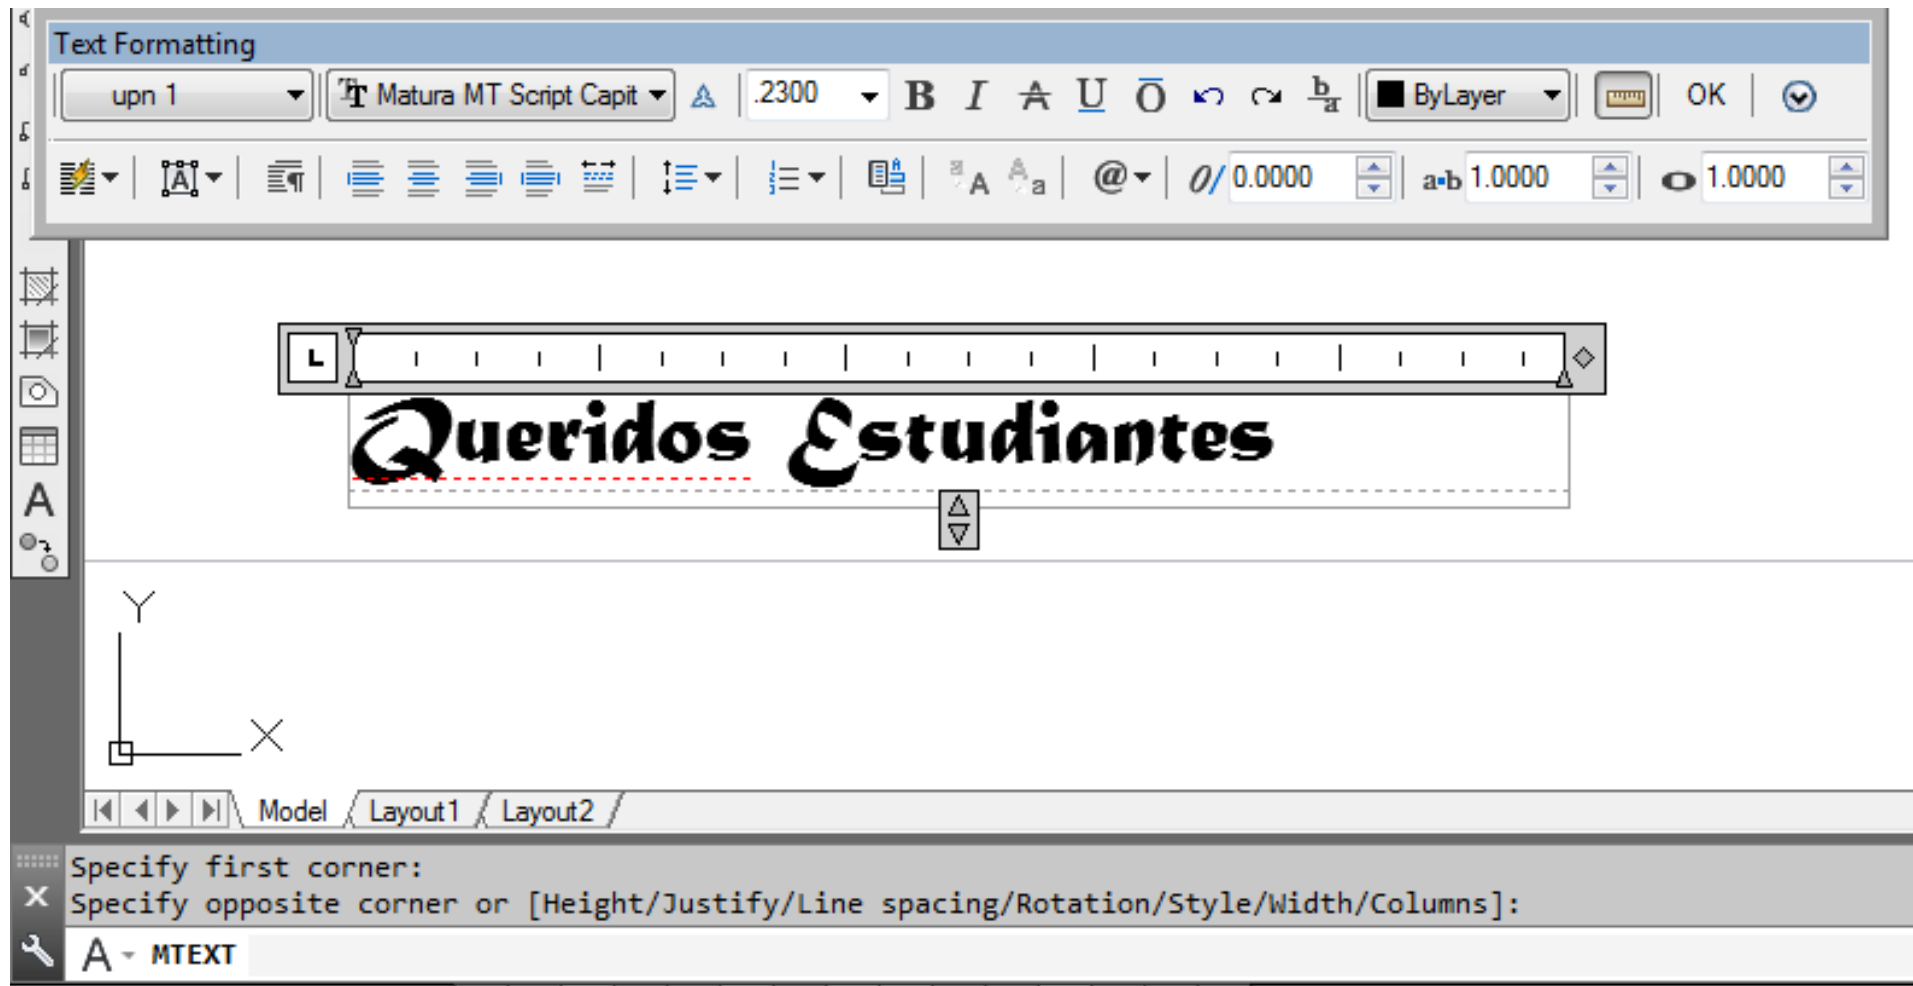 Text Formatting
upn 1 Matura MT Script Capit .2300 B I A U O b/a ByLayer OK
@ 0/ 0.0000 a•b 1.0000 o 1.0000
L
Queridos Estudiantes
A
Y
X
Model Layout1 Layout2
Specify first corner:
Specify opposite corner or [Height/Justify/Line spacing/Rotation/Style/Width/Columns]:
A MTEXT